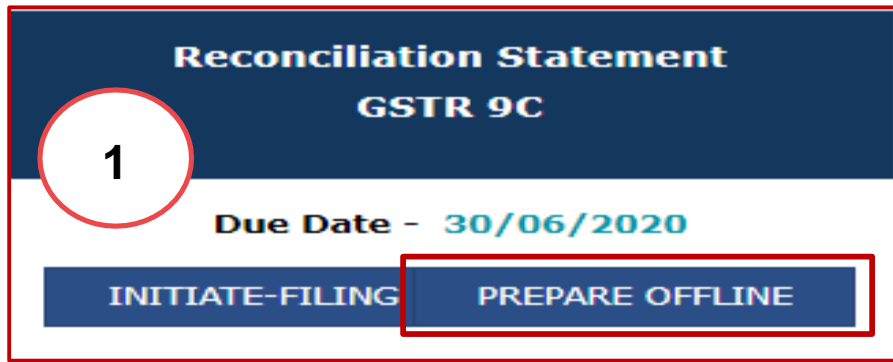 Reconciliation Statement
GSTR 9C
1
Due Date - 30/06/2020
INITIATE-FILING PREPARE OFFLINE